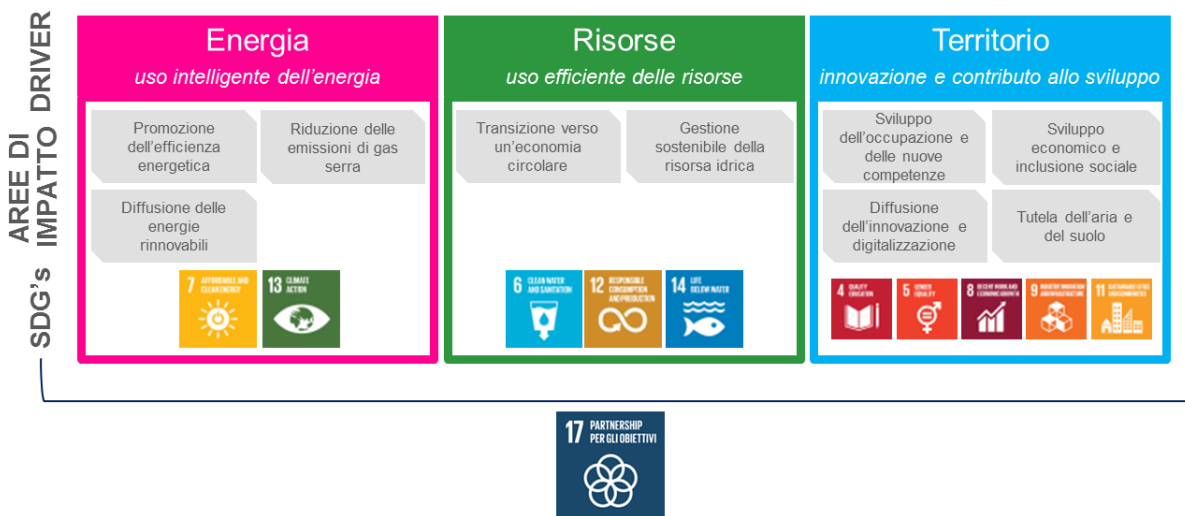 DRIVER
AREE DI
IMPATTO
SDG's
Energia
uso intelligente dell'energia
Promozione
dell'efficienza
energetica
Riduzione delle
emissioni di gas
serra
Diffusione delle
energie
rinnovabili
7 AFFORDABLE AND
CLEAN ENERGY
13 CLIMATE
ACTION
Risorse
uso efficiente delle risorse
Transizione verso
un'economia
circolare
Gestione
sostenibile della
risorsa idrica
6 CLEAN WATER
AND SANITATION
12 RESPONSIBLE
CONSUMPTION
AND PRODUCTION
14 LIFE
BELOW WATER
Territorio
innovazione e contributo allo sviluppo
Sviluppo
dell'occupazione e
delle nuove
competenze
Sviluppo
economico e
inclusione sociale
Diffusione
dell'innovazione e
digitalizzazione
Tutela dell'aria e
del suolo
4 QUALITY
EDUCATION
5 GENDER
EQUALITY
8 DECENT WORK AND
ECONOMIC GROWTH
9 INDUSTRY, INNOVATION
AND INFRASTRUCTURE
11 SUSTAINABLE CITIES
AND COMMUNITIES
17 PARTNERSHIP
PER GLI OBIETTIVI